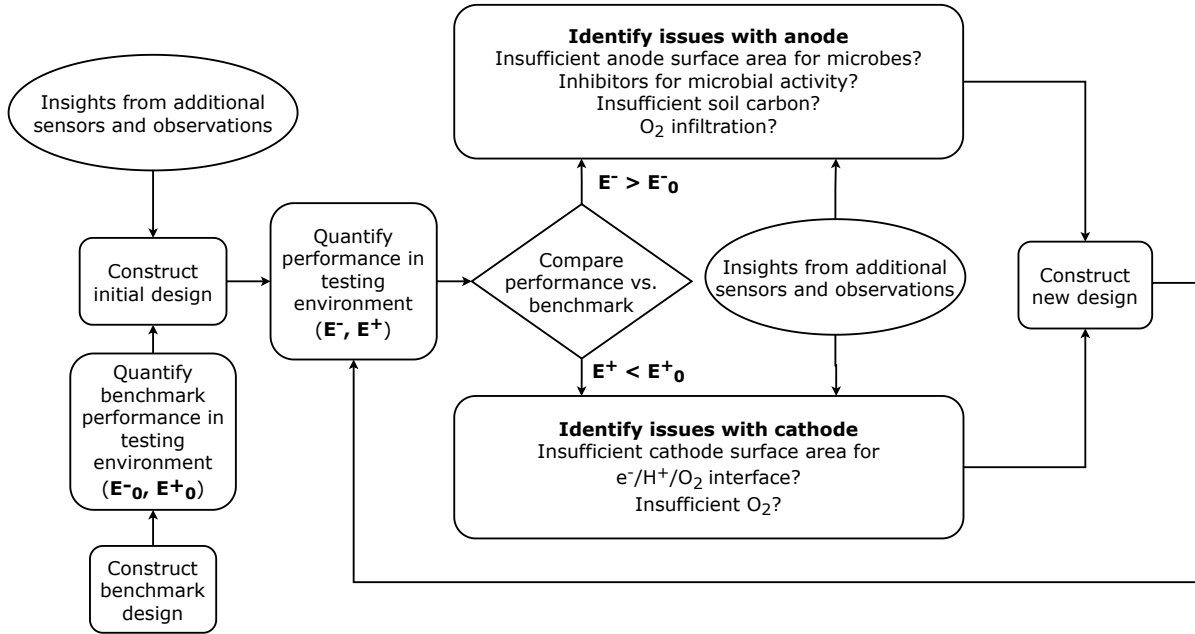 Insights from additional
sensors and observations
Construct
initial design
Quantify
benchmark
performance in
testing
environment
(E⁻₀, E⁺₀)
Construct
benchmark
design
Quantify
performance in
testing
environment
(E⁻, E⁺)
Compare
performance vs.
benchmark
E⁻ > E⁻₀
E⁺ < E⁺₀
Identify issues with anode
Insufficient anode surface area for microbes?
Inhibitors for microbial activity?
Insufficient soil carbon?
O₂ infiltration?
Insights from additional
sensors and observations
Identify issues with cathode
Insufficient cathode surface area for
e⁻/H⁺/O₂ interface?
Insufficient O₂?
Construct
new design